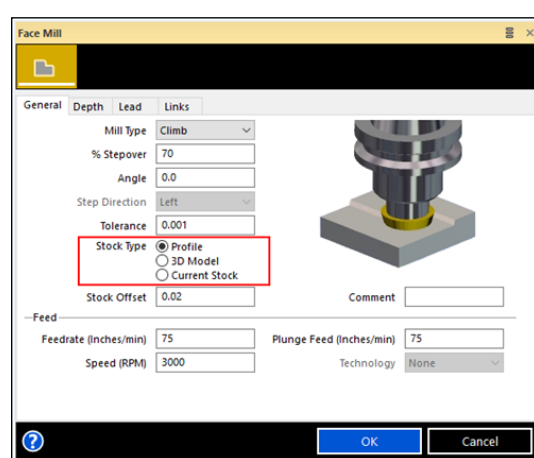 Face Mill
General Depth Lead Links
Mill Type Climb
% Stepover 70
Angle 0.0
Step Direction Left
Tolerance 0.001
Stock Type Profile
3D Model
Current Stock
Stock Offset 0.02 Comment
Feed
Feedrate (Inches/min) 75 Plunge Feed (Inches/min) 75
Speed (RPM) 3000 Technology None
? OK Cancel